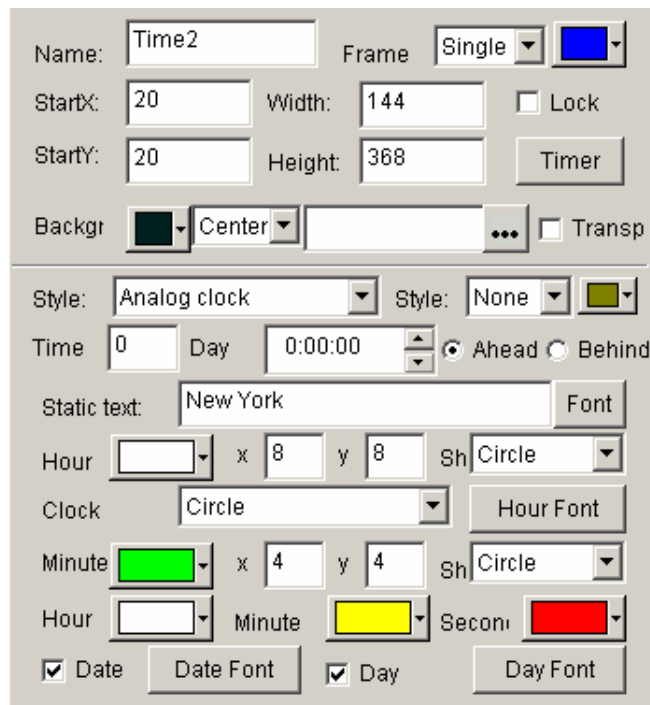 Name: Time2 Frame Single
StartX: 20 Width: 144 Lock
StartY: 20 Height: 368 Timer
Backgr Center ... Transp
Style: Analog clock Style: None
Time 0 Day 0:00:00 Ahead Behind
Static text: New York Font
Hour x 8 y 8 Sh Circle
Clock Circle Hour Font
Minute x 4 y 4 Sh Circle
Hour Minute Secon
Date Date Font Day Day Font